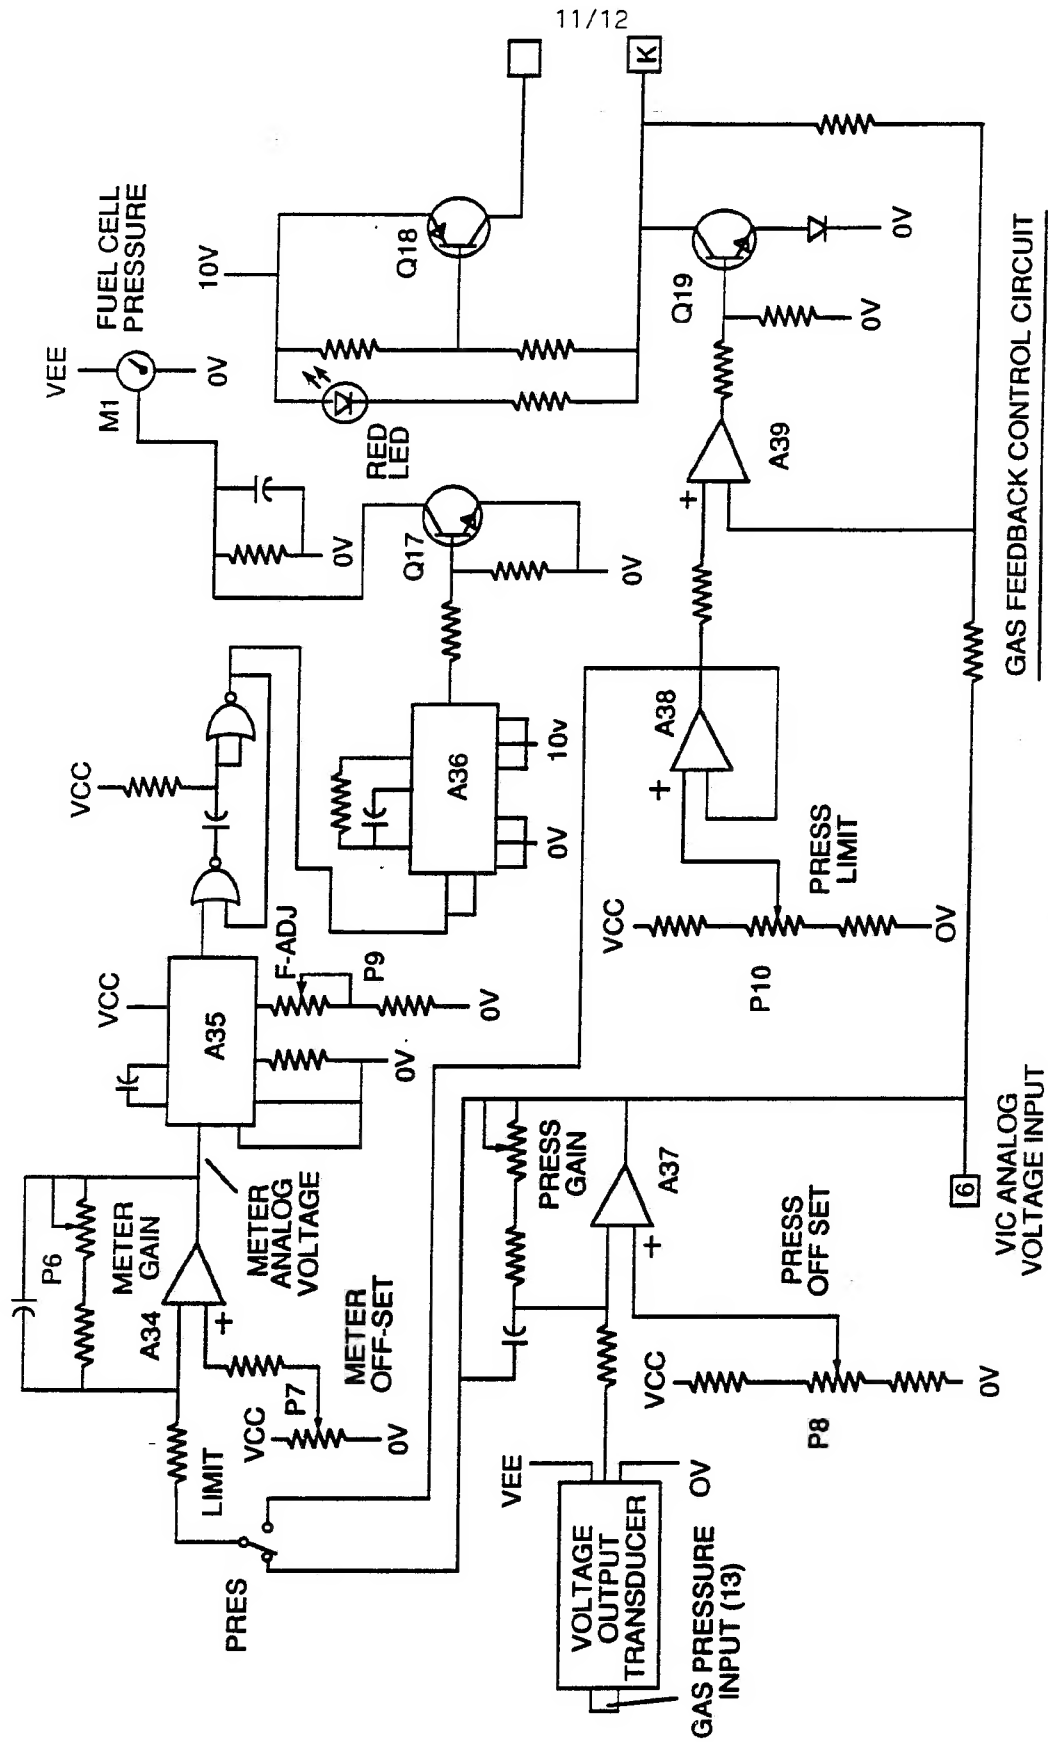 11/12
VEE
FUEL CELL
PRESSURE
M1
0V
10V
Q18
K
RED
LED
0V
Q17
0V
Q19
0V
0V
A39
+
VCC
A36
0V
10v
VCC
A35
F-ADJ
P9
0V
0V
A38
+
VCC
P10
PRESS
LIMIT
OV
P6
METER
GAIN
A34
+
METER
ANALOG
VOLTAGE
P7
VCC
0V
METER
OFF-SET
LIMIT
PRES
PRESS
GAIN
A37
+
VCC
P8
PRESS
OFF SET
0V
VEE
OV
VOLTAGE
OUTPUT
TRANSDUCER
GAS PRESSURE
INPUT (13)
6
VIC ANALOG
VOLTAGE INPUT
GAS FEEDBACK CONTROL CIRCUIT